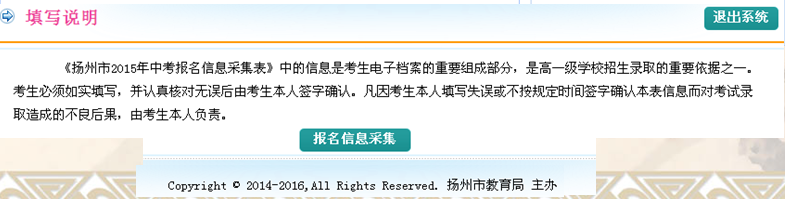 填写说明
退出系统
《扬州市2015年中考报名信息采集表》中的信息是考生电子档案的重要组成部分，是高一级学校招生录取的重要依据之一。
考生必须如实填写，并认真核对无误后由考生本人签字确认。凡因考生本人填写失误或不按规定时间签字确认本表信息而对考试录
取造成的不良后果，由考生本人负责。
报名信息采集
Copyright © 2014-2016,All Rights Reserved. 扬州市教育局 主办